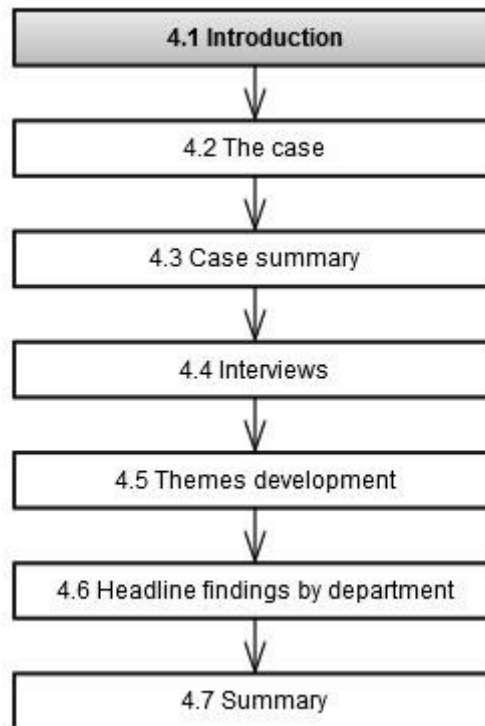 4.1 Introduction
4.2 The case
4.3 Case summary
4.4 Interviews
4.5 Themes development
4.6 Headline findings by department
4.7 Summary